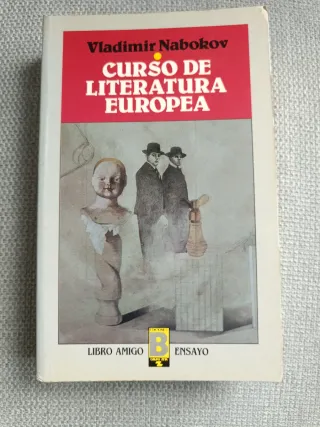 Vladimir Nabokov
CURSO DE
LITERATURA
EUROPEA
LIBRO AMIGO B ENSAYO